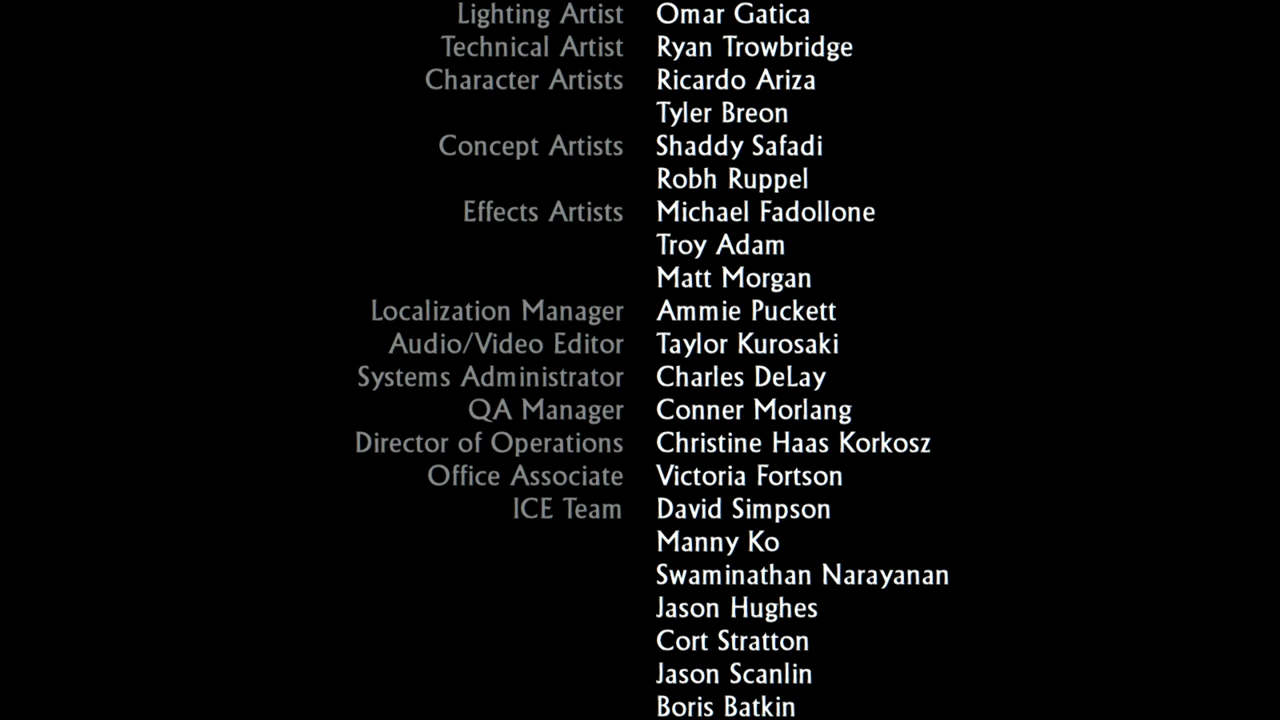 Lighting Artist Omar Gatica
Technical Artist Ryan Trowbridge
Character Artists Ricardo Ariza
Tyler Breon
Concept Artists Shaddy Safadi
Robh Ruppel
Effects Artists Michael Fadollone
Troy Adam
Matt Morgan
Localization Manager Ammie Puckett
Audio/Video Editor Taylor Kurosaki
Systems Administrator Charles DeLay
QA Manager Conner Morlang
Director of Operations Christine Haas Korkosz
Office Associate Victoria Fortson
ICE Team David Simpson
Manny Ko
Swaminathan Narayanan
Jason Hughes
Cort Stratton
Jason Scanlin
Boris Batkin